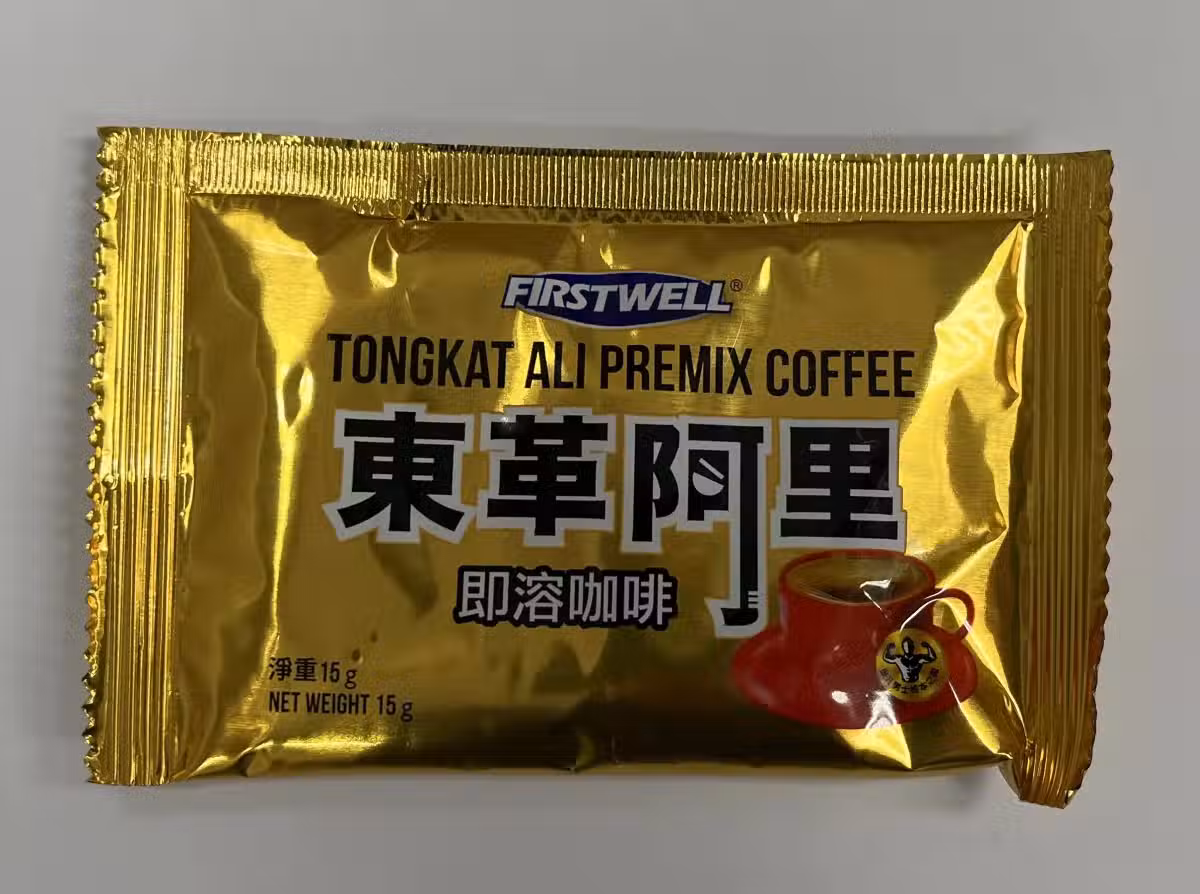 FIRSTWELL®
TONGKAT ALI PREMIX COFFEE
東革阿里
即溶咖啡
淨重15g
NET WEIGHT 15g